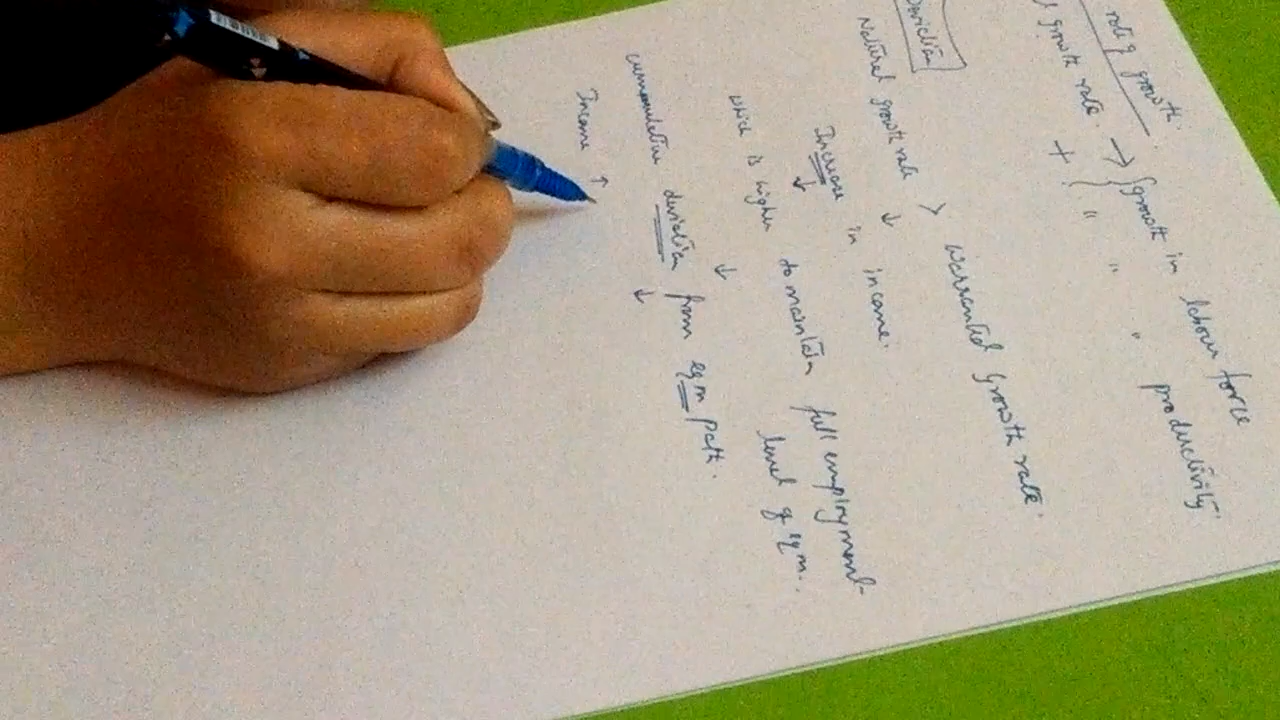 rate of growth.
growth rate. → { growth in labour force
+ { " " " productivity.
Deviation
Natural growth rate > warranted growth rate.
↓
Increase in income.
↓
which is higher to maintain full employment
level of eqm.
↓
cummulative deviation from eqm path.
↓
Income ↑